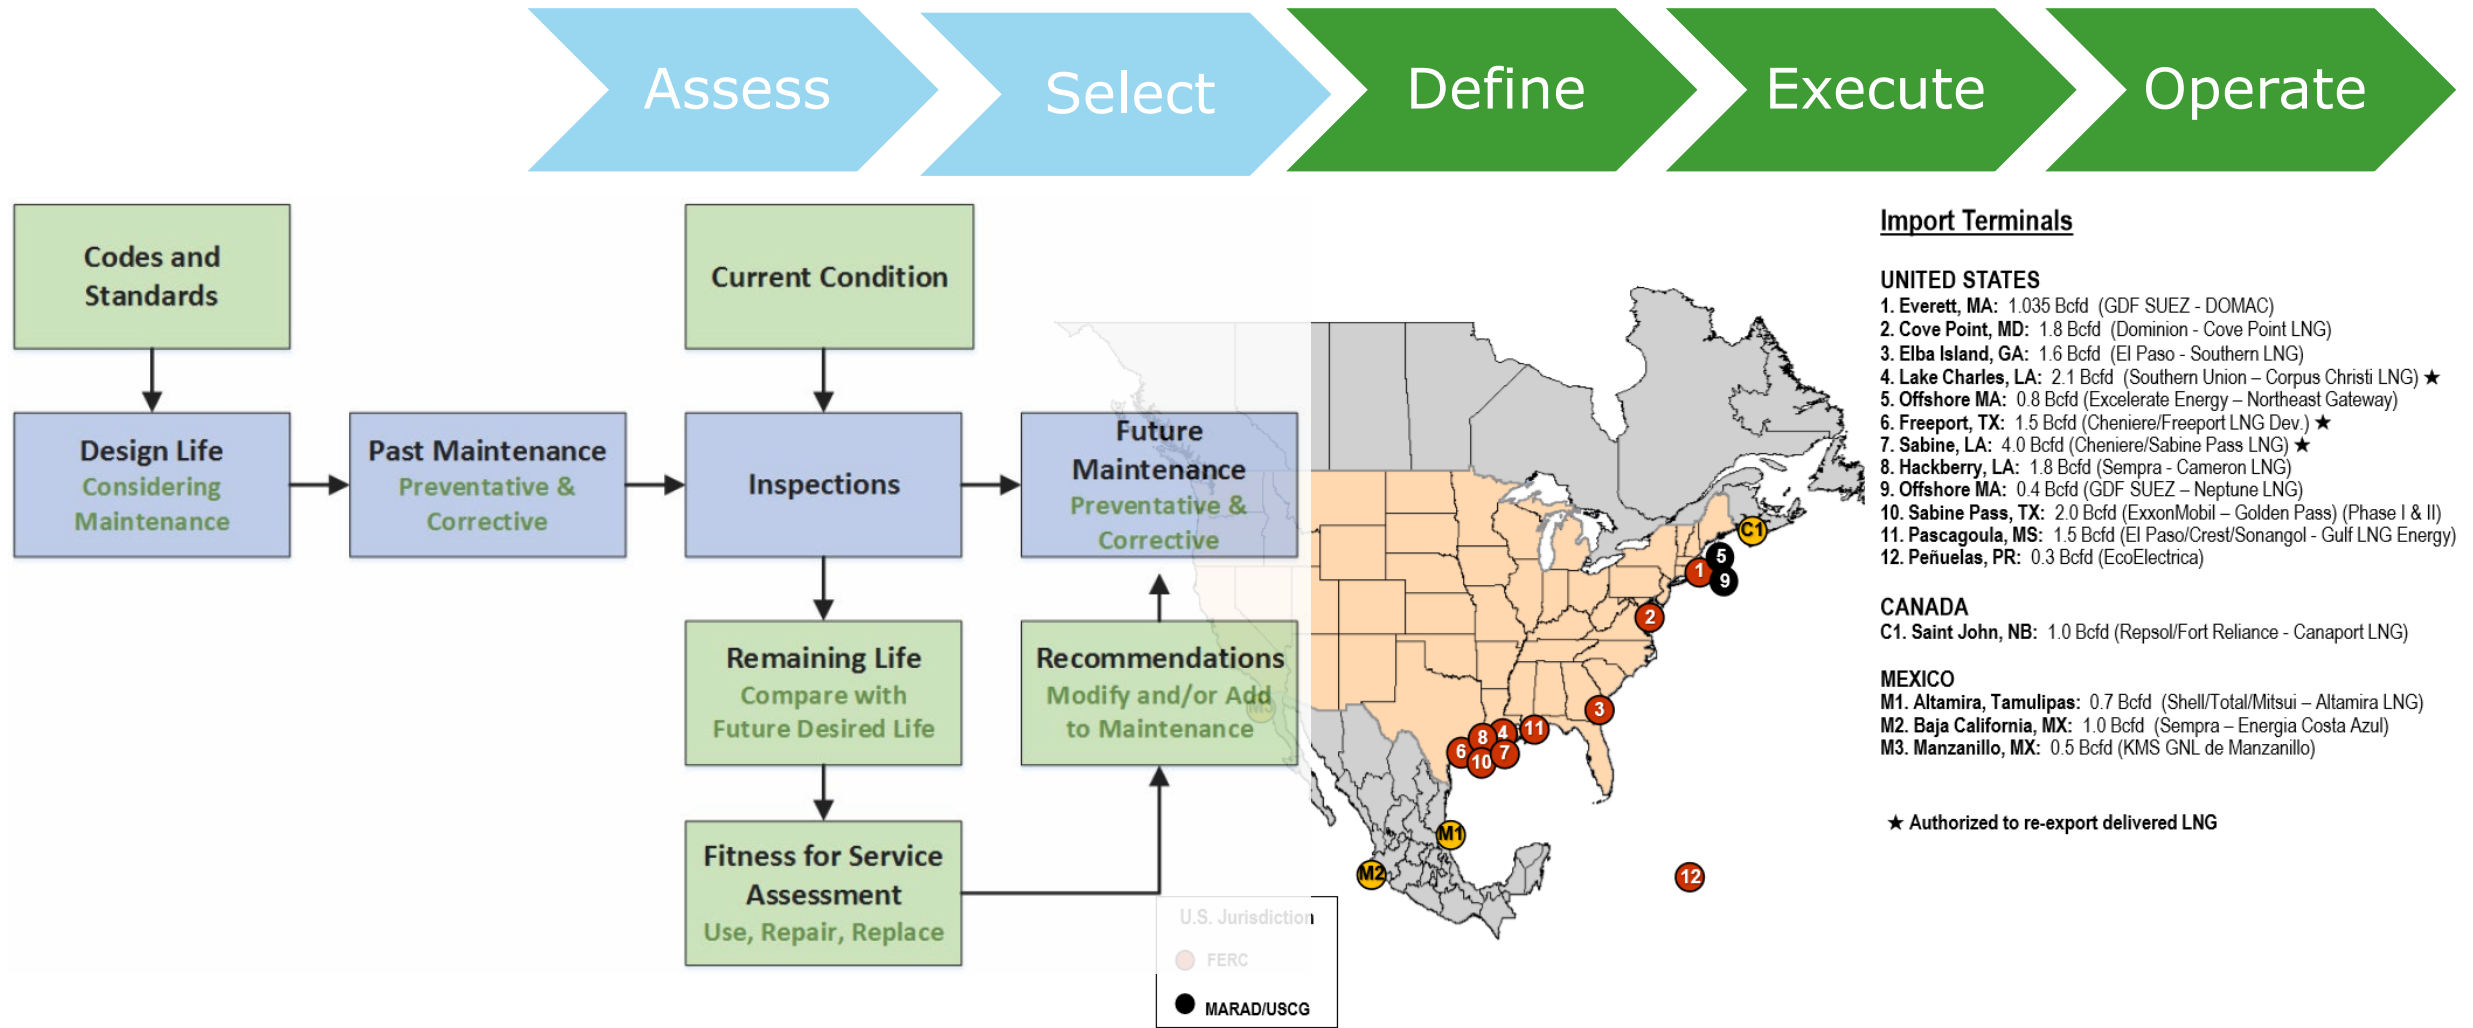 Assess
Select
Define
Execute
Operate
Codes and
Standards
Current Condition
Design Life
Considering
Maintenance
Past Maintenance
Preventative &
Corrective
Inspections
Future
Maintenance
Preventative &
Corrective
Remaining Life
Compare with
Future Desired Life
Recommendations
Modify and/or Add
to Maintenance
Fitness for Service
Assessment
Use, Repair, Replace
C1
5
1
9
2
3
8
4
11
6
7
10
M3
M1
M2
12
U.S. Jurisdiction
FERC
MARAD/USCG
Import Terminals
UNITED STATES
1. Everett, MA: 1.035 Bcfd (GDF SUEZ - DOMAC)
2. Cove Point, MD: 1.8 Bcfd (Dominion - Cove Point LNG)
3. Elba Island, GA: 1.6 Bcfd (El Paso - Southern LNG)
4. Lake Charles, LA: 2.1 Bcfd (Southern Union – Corpus Christi LNG) ★
5. Offshore MA: 0.8 Bcfd (Excelerate Energy – Northeast Gateway)
6. Freeport, TX: 1.5 Bcfd (Cheniere/Freeport LNG Dev.) ★
7. Sabine, LA: 4.0 Bcfd (Cheniere/Sabine Pass LNG) ★
8. Hackberry, LA: 1.8 Bcfd (Sempra - Cameron LNG)
9. Offshore MA: 0.4 Bcfd (GDF SUEZ – Neptune LNG)
10. Sabine Pass, TX: 2.0 Bcfd (ExxonMobil – Golden Pass) (Phase I & II)
11. Pascagoula, MS: 1.5 Bcfd (El Paso/Crest/Sonangol - Gulf LNG Energy)
12. Peñuelas, PR: 0.3 Bcfd (EcoElectrica)
CANADA
C1. Saint John, NB: 1.0 Bcfd (Repsol/Fort Reliance - Canaport LNG)
MEXICO
M1. Altamira, Tamulipas: 0.7 Bcfd (Shell/Total/Mitsui – Altamira LNG)
M2. Baja California, MX: 1.0 Bcfd (Sempra – Energia Costa Azul)
M3. Manzanillo, MX: 0.5 Bcfd (KMS GNL de Manzanillo)
★ Authorized to re-export delivered LNG